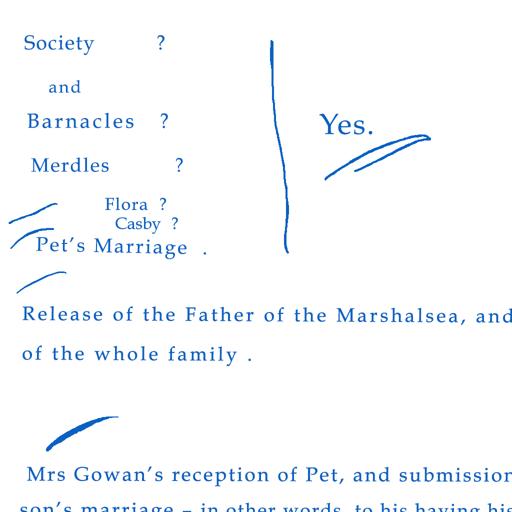 Society ?
and
Barnacles ?
Yes.
Merdles ?
Flora ?
Casby ?
Pet's Marriage .
Release of the Father of the Marshalsea, and
of the whole family .
Mrs Gowan's reception of Pet, and submission
son's marriage – in other words, to his having his